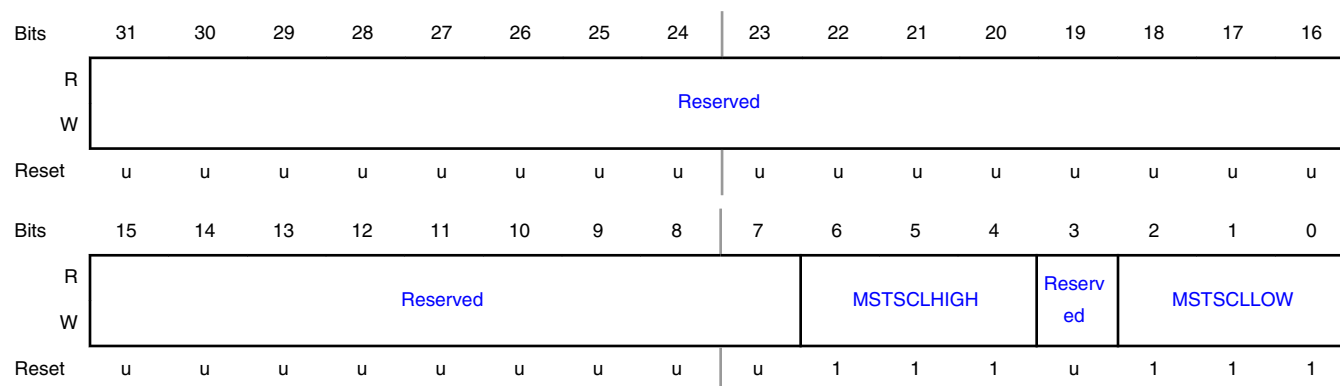 Bits 31 30 29 28 27 26 25 24 23 22 21 20 19 18 17 16
R
Reserved
W
Reset u u u u u u u u u u u u u u u u
Bits 15 14 13 12 11 10 9 8 7 6 5 4 3 2 1 0
R
Reserved MSTSCLHIGH Reserv MSTSCLLOW
ed
W
Reset u u u u u u u u u 1 1 1 u 1 1 1